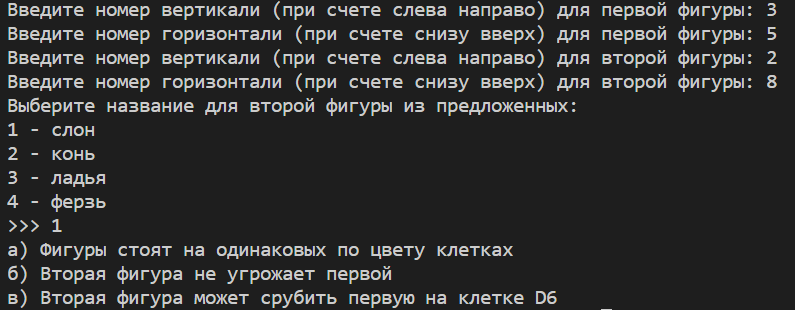 Введите номер вертикали (при счете слева направо) для первой фигуры: 3
Введите номер горизонтали (при счете снизу вверх) для первой фигуры: 5
Введите номер вертикали (при счете слева направо) для второй фигуры: 2
Введите номер горизонтали (при счете снизу вверх) для второй фигуры: 8
Выберите название для второй фигуры из предложенных:
1 - слон
2 - конь
3 - ладья
4 - ферзь
>>> 1
а) Фигуры стоят на одинаковых по цвету клетках
б) Вторая фигура не угрожает первой
в) Вторая фигура может срубить первую на клетке D6